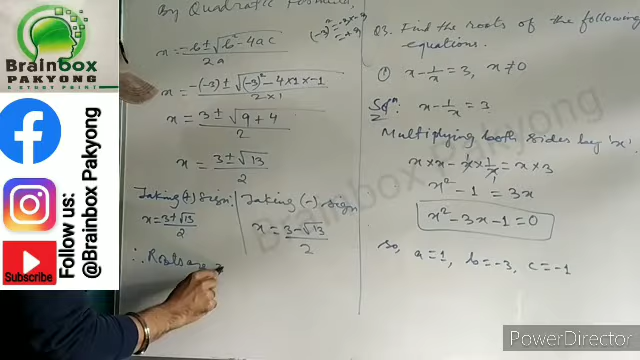 Brainbox
PAKYONG
A STUDY POINT
Follow us on:
@Brainbox Pakyong
Subscribe
By Quadratic Formula,
x = -b ± √b² - 4ac / 2a
x = -(-3) ± √(-3)² - 4×1×-1 / 2×1
x = 3 ± √9 + 4 / 2
x = 3 ± √13 / 2
Taking (+) sign:
x = 3 + √13 / 2
Taking (-) sign
x = 3 - √13 / 2
∴ Roots are
Q3. Find the roots of the following
equations.
① x - 1/x = 3, x ≠ 0
Solⁿ x - 1/x = 3
Multiplying both sides by 'x'.
x × x - x × 1/x = x × 3
x² - 1 = 3x
x² - 3x - 1 = 0
so, a = 1, b = -3, c = -1
Brainbox Pakyong
PowerDirector